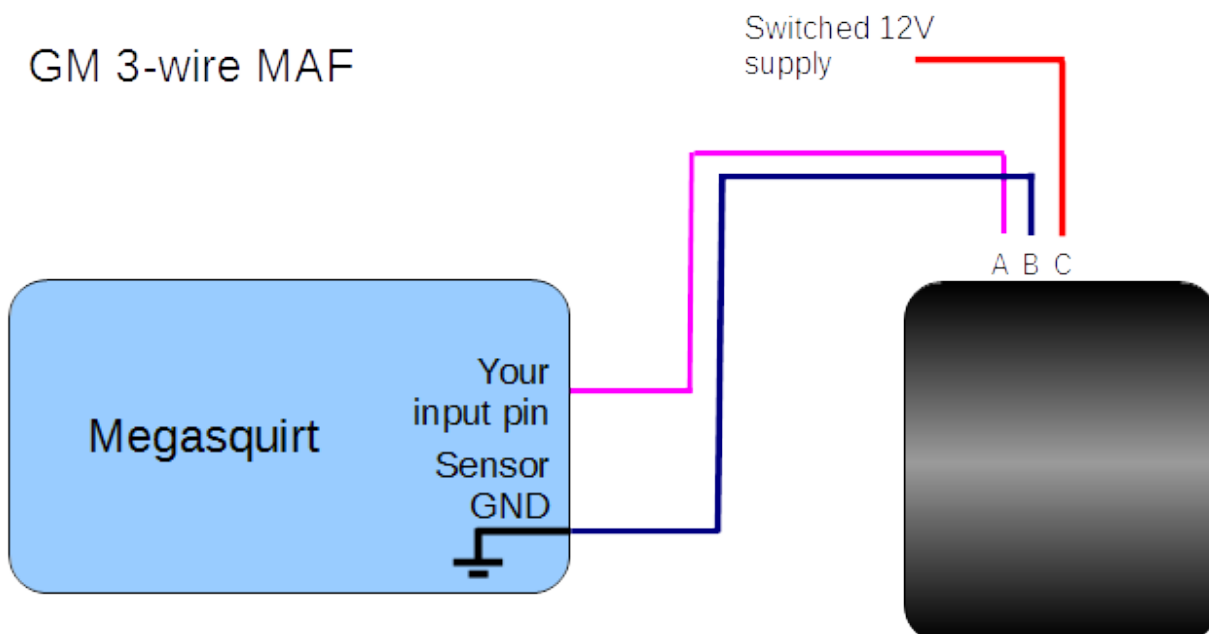 GM 3-wire MAF
Switched 12V
supply
A B C
Your
input pin
Megasquirt
Sensor
GND